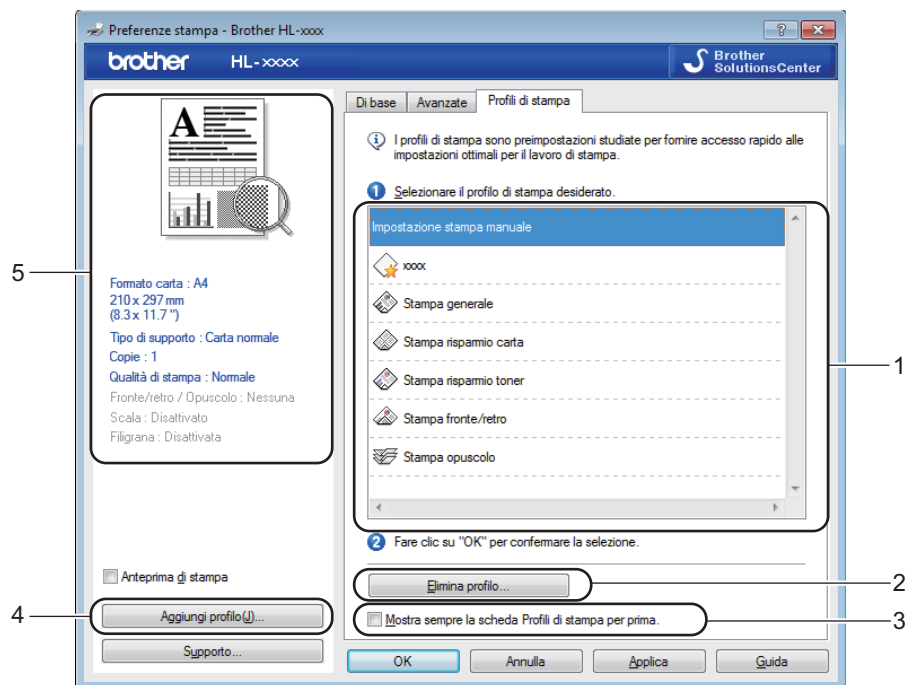 Preferenze stampa - Brother HL-xxxx
brother HL-xxxx
Brother
SolutionsCenter
A
Formato carta : A4
210 x 297 mm
(8.3 x 11.7 ")
Tipo di supporto : Carta normale
Copie : 1
Qualità di stampa : Normale
Fronte/retro / Opuscolo : Nessuna
Scala : Disattivato
Filigrana : Disattivata
5
Anteprima di stampa
Aggiungi profilo(J)...
4
Supporto...
Di base Avanzate Profili di stampa
I profili di stampa sono preimpostazioni studiate per fornire accesso rapido alle
impostazioni ottimali per il lavoro di stampa.
1 Selezionare il profilo di stampa desiderato.
Impostazione stampa manuale
xxxx
Stampa generale
Stampa risparmio carta
Stampa risparmio toner
Stampa fronte/retro
Stampa opuscolo
1
2 Fare clic su "OK" per confermare la selezione.
Elimina profilo...
2
Mostra sempre la scheda Profili di stampa per prima.
3
OK Annulla Applica Guida